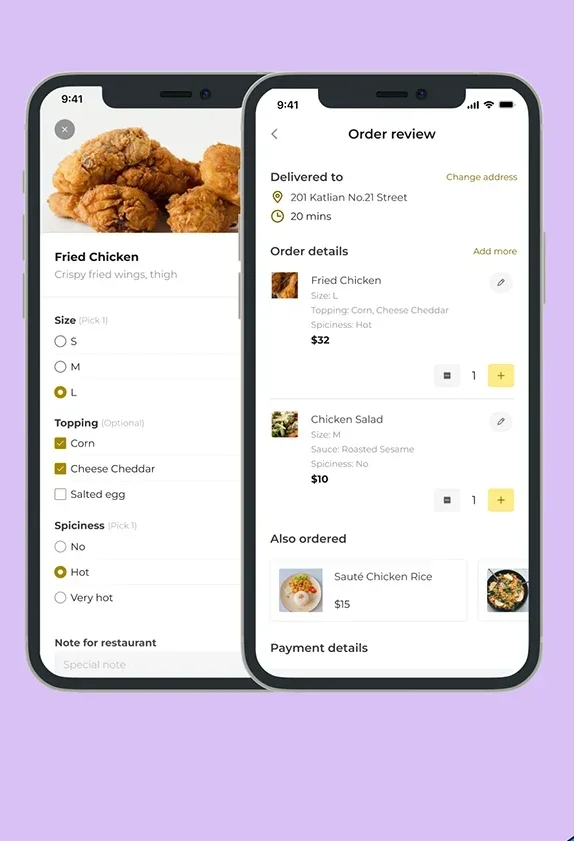 9:41
Fried Chicken
Crispy fried wings, thigh
Size (Pick 1)
S
M
L
Topping (Optional)
Corn
Cheese Cheddar
Salted egg
Spiciness (Pick 1)
No
Hot
Very hot
Note for restaurant
Special note
9:41
Order review
Delivered to
Change address
201 Katlian No.21 Street
20 mins
Order details
Add more
Fried Chicken
Size: L
Topping: Corn, Cheese Cheddar
Spiciness: Hot
$32
1
Chicken Salad
Size: M
Sauce: Roasted Sesame
Spiciness: No
$10
1
Also ordered
Sauté Chicken Rice
$15
Payment details